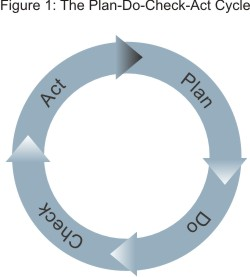 Figure 1: The Plan-Do-Check-Act Cycle
Plan
Do
Check
Act